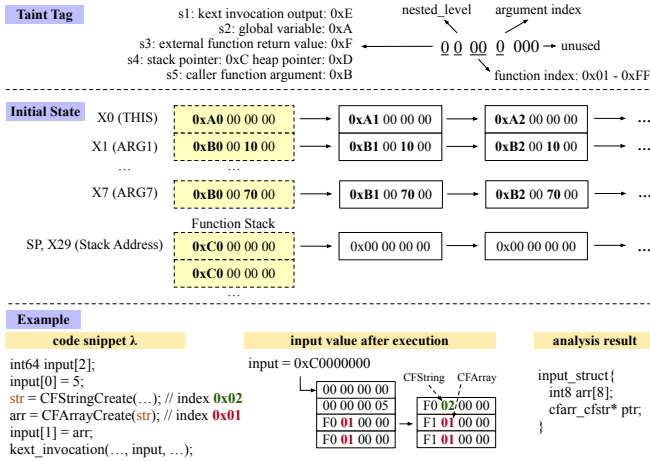 Taint Tag
s1: kext invocation output: 0xE
s2: global variable: 0xA
s3: external function return value: 0xF
s4: stack pointer: 0xC heap pointer: 0xD
s5: caller function argument: 0xB
nested_level
argument index
0 0 00 0 000
unused
function index: 0x01 - 0xFF
Initial State
X0 (THIS)
0xA0 00 00 00
0xA1 00 00 00
0xA2 00 00 00
...
X1 (ARG1)
0xB0 00 10 00
0xB1 00 10 00
0xB2 00 10 00
...
...
...
X7 (ARG7)
0xB0 00 70 00
0xB1 00 70 00
0xB2 00 70 00
...
Function Stack
SP, X29 (Stack Address)
0xC0 00 00 00
0x00 00 00 00
0x00 00 00 00
...
0xC0 00 00 00
...
Example
code snippet λ
int64 input[2];
input[0] = 5;
str = CFStringCreate(…); // index 0x02
arr = CFArrayCreate(str); // index 0x01
input[1] = arr;
kext_invocation(…, input, …);
input value after execution
input = 0xC0000000
CFString
CFArray
00 00 00 00
00 00 00 05
F0 01 00 00
F0 01 00 00
F0 02 00 00
F1 01 00 00
F1 01 00 00
analysis result
input_struct{
int8 arr[8];
cfarr_cfstr* ptr;
}